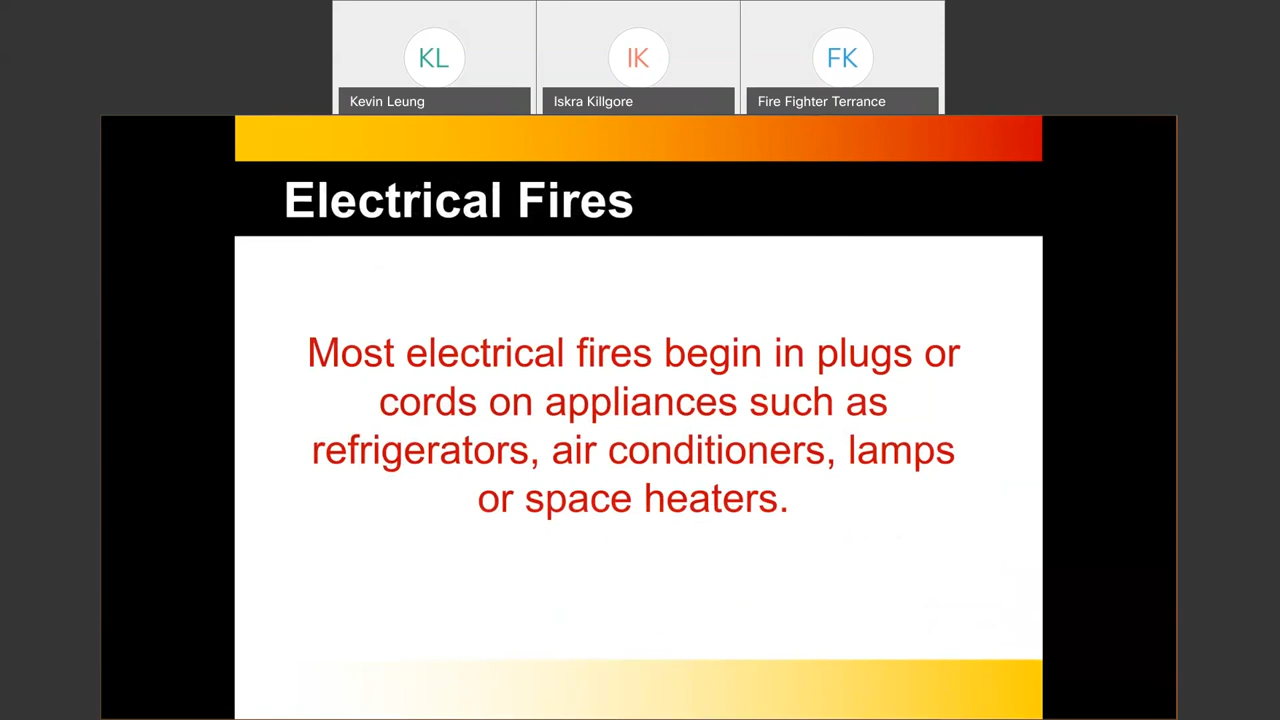 KL
IK
FK
Kevin Leung
Iskra Killgore
Fire Fighter Terrance
Electrical Fires
Most electrical fires begin in plugs or
cords on appliances such as
refrigerators, air conditioners, lamps
or space heaters.